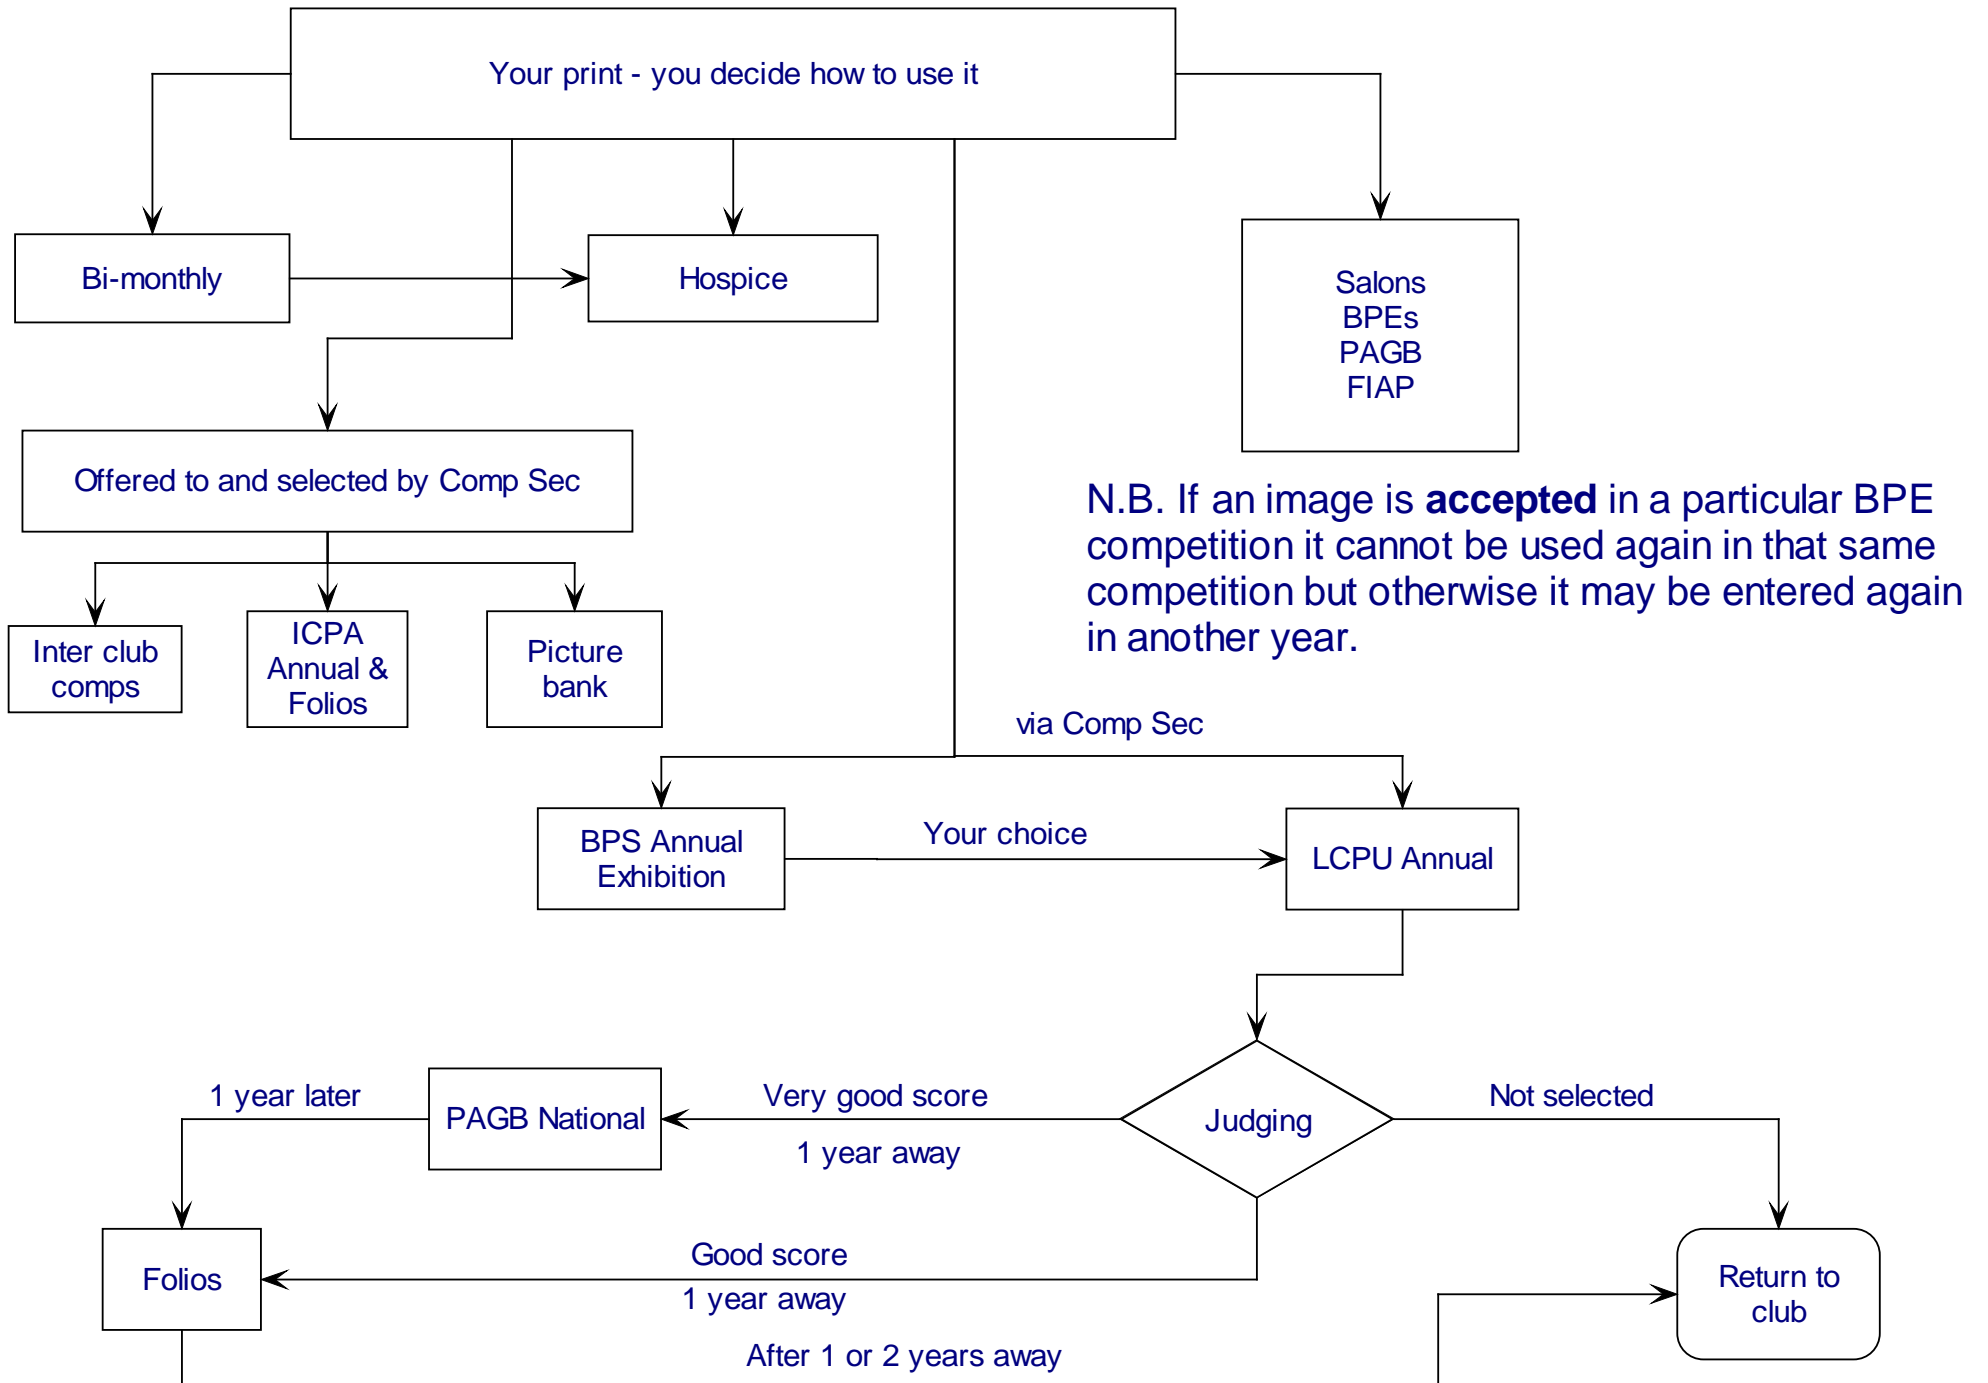 Your print - you decide how to use it
Bi-monthly
Hospice
Salons
BPEs
PAGB
FIAP
Offered to and selected by Comp Sec
N.B. If an image is accepted in a particular BPE
competition it cannot be used again in that same
competition but otherwise it may be entered again
in another year.
Inter club
comps
ICPA
Annual &
Folios
Picture
bank
via Comp Sec
BPS Annual
Exhibition
Your choice
LCPU Annual
1 year later
PAGB National
Very good score
1 year away
Judging
Not selected
Folios
Good score
1 year away
Return to
club
After 1 or 2 years away